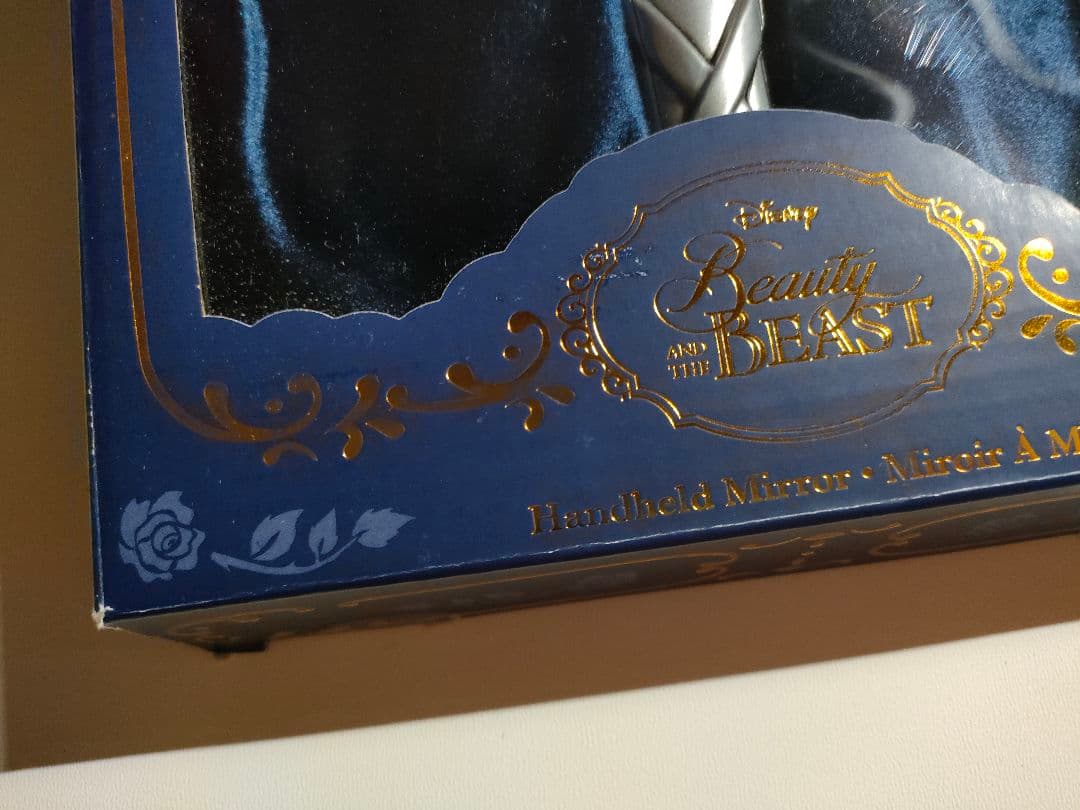 Disney
Beauty
AND THE BEAST
Handheld Mirror • Miroir À M